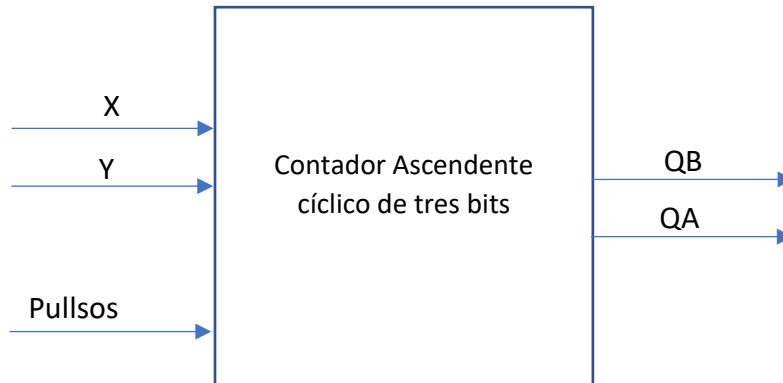 X
Y
Pullsos
Contador Ascendente
cíclico de tres bits
QB
QA